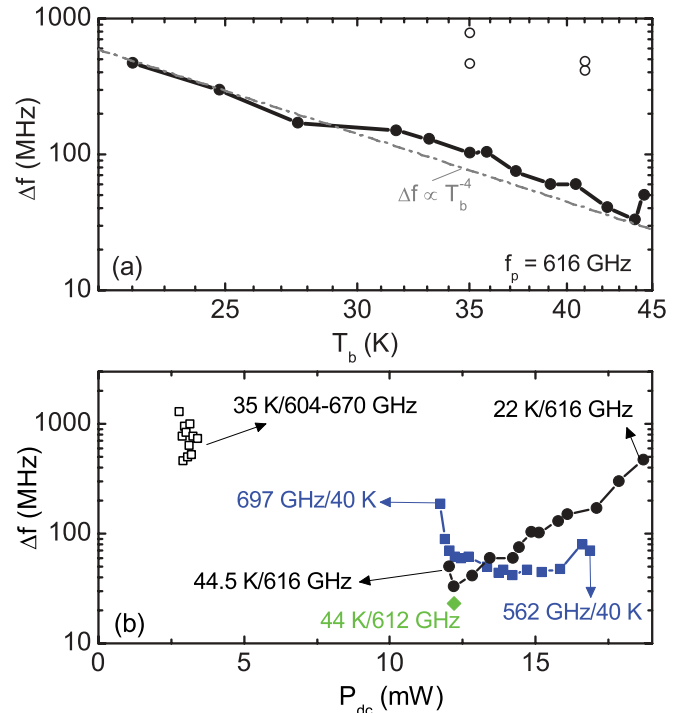 1000
100
10
Δf (MHz)
Δf ∝ T_b^-4
(a)
f_p = 616 GHz
25 30 35 40 45
T_b (K)
1000
100
10
Δf (MHz)
35 K/604-670 GHz
22 K/616 GHz
697 GHz/40 K
44.5 K/616 GHz
44 K/612 GHz
562 GHz/40 K
(b)
0 5 10 15
P_dc (mW)